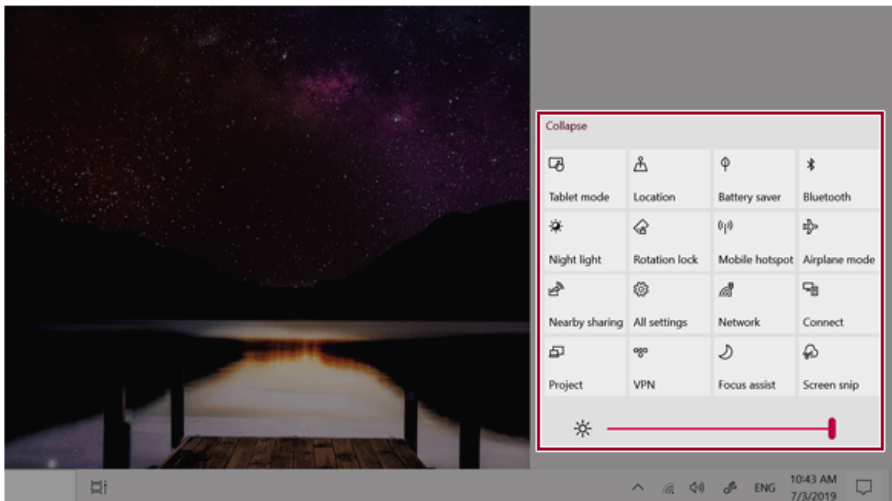 Collapse
Tablet mode Location Battery saver Bluetooth
Night light Rotation lock Mobile hotspot Airplane mode
Nearby sharing All settings Network Connect
Project VPN Focus assist Screen snip
ENG 10:43 AM
7/3/2019